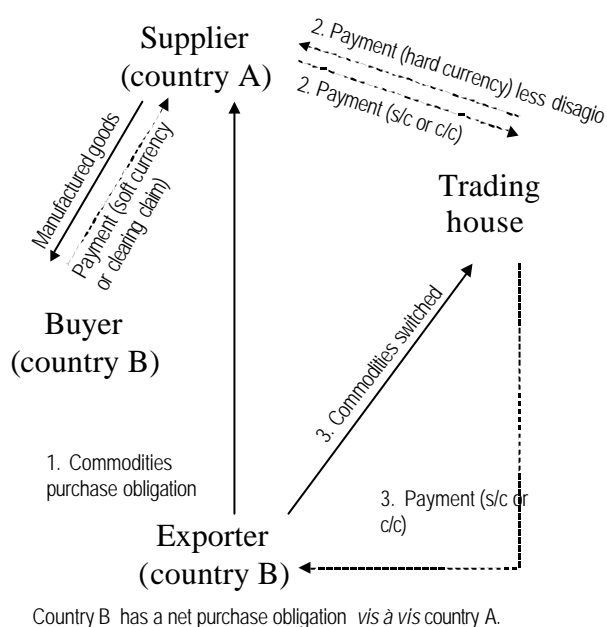 Supplier
(country A)
2. Payment (hard currency) less disagio
2. Payment (s/c or c/c)
Manufactured goods
Payment (soft currency
or clearing claim)
Trading
house
Buyer
(country B)
3. Commodities switched
1. Commodities
purchase obligation
3. Payment (s/c or
c/c)
Exporter
(country B)
Country B has a net purchase obligation vis à vis country A.